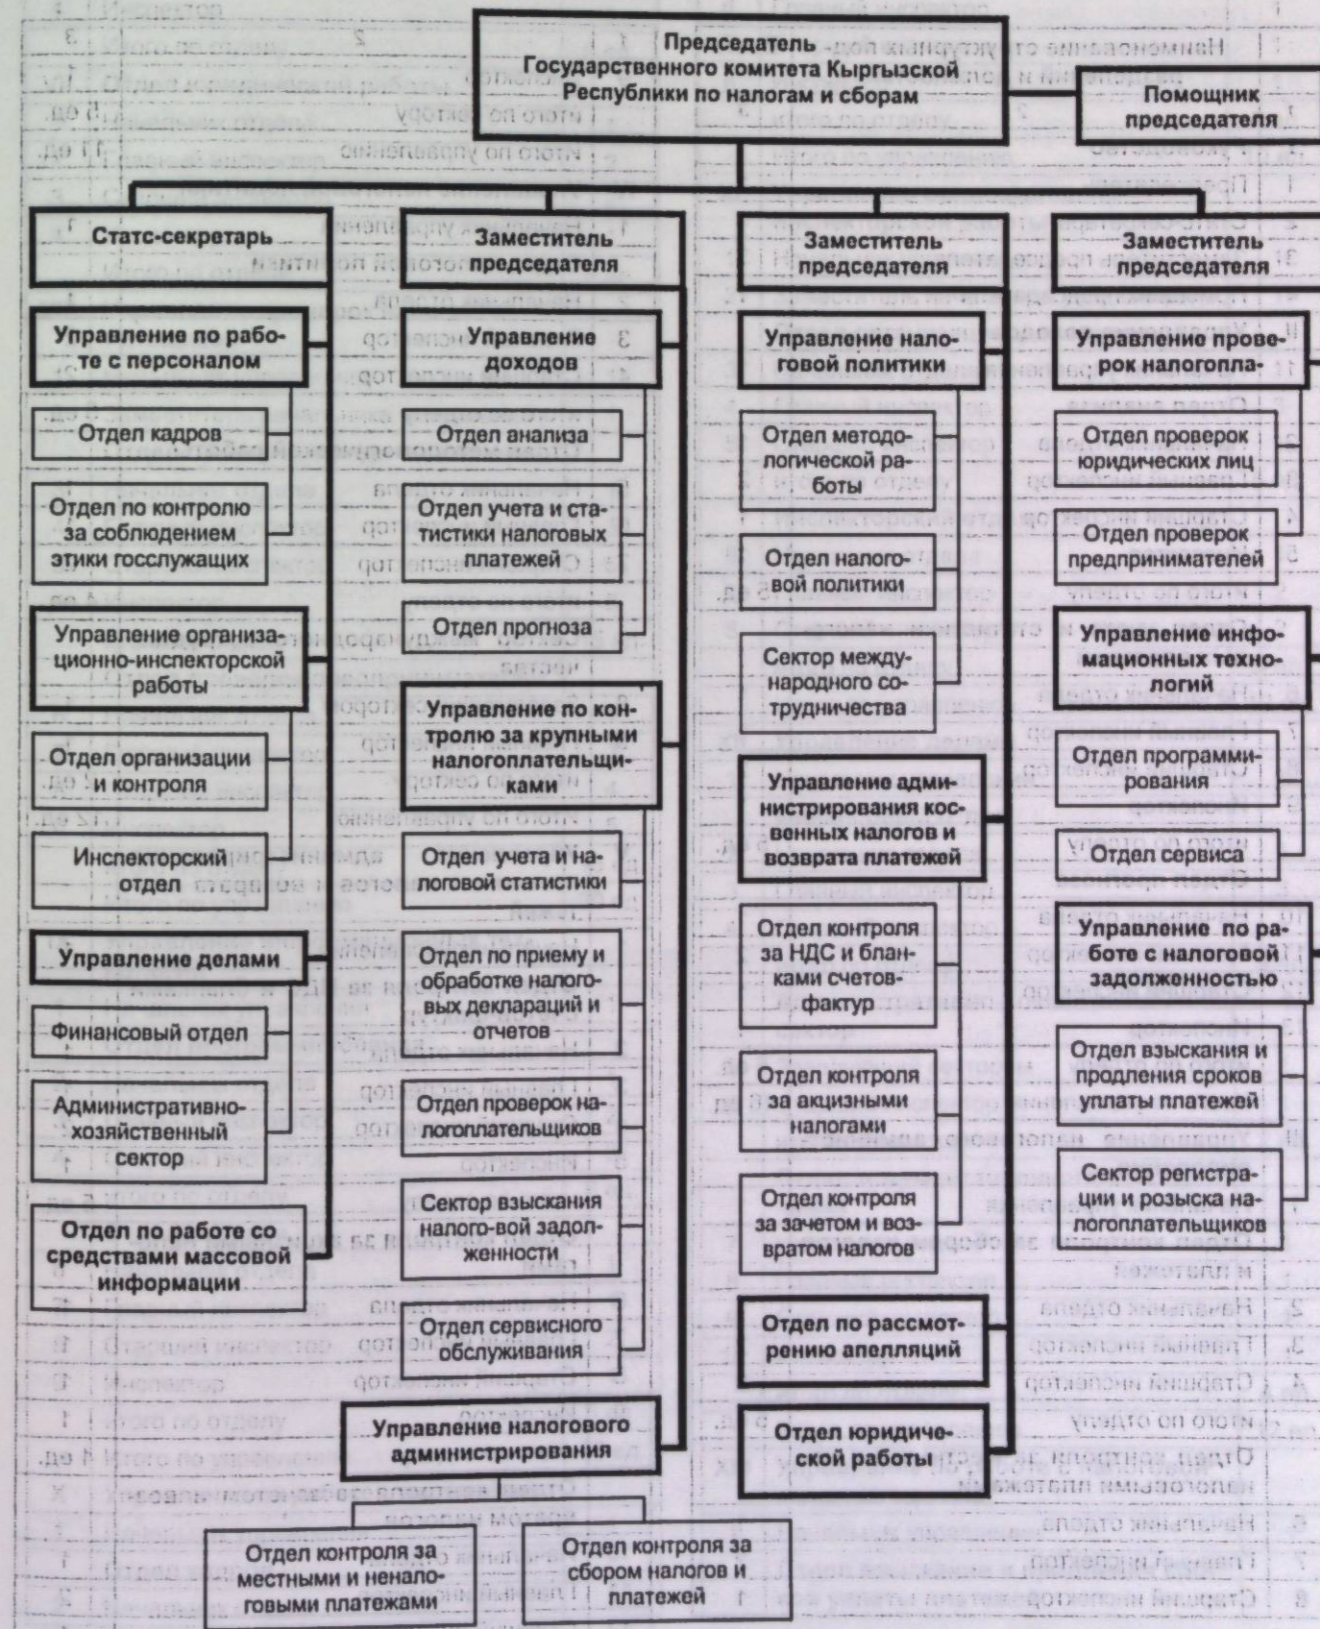 Председатель
Государственного комитета Кыргызской
Республики по налогам и сборам
Помощник
председателя
Статс-секретарь
Управление по рабо-
те с персоналом
Отдел кадров
Отдел по контролю
за соблюдением
этики госслужащих
Управление организа-
ционно-инспекторской
работы
Отдел организации
и контроля
Инспекторский
отдел
Управление делами
Финансовый отдел
Административно-
хозяйственный
сектор
Отдел по работе со
средствами массовой
информации
Заместитель
председателя
Управление
доходов
Отдел анализа
Отдел учета и ста-
тистики налоговых
платежей
Отдел прогноза
Управление по кон-
тролю за крупными
налогоплательщи-
ками
Отдел учета и на-
логовой статистики
Отдел по приему и
обработке налого-
вых деклараций и
отчетов
Отдел проверок на-
логоплательщиков
Сектор взыскания
налого-вой задол-
женности
Отдел сервисного
обслуживания
Управление налогового
администрирования
Отдел контроля за
местными и ненало-
говыми платежами
Отдел контроля за
сбором налогов и
платежей
Заместитель
председателя
Управление нало-
говой политики
Отдел методо-
логической ра-
боты
Отдел налого-
вой политики
Сектор между-
народного со-
трудничества
Управление адми-
нистрирования кос-
венных налогов и
возврата платежей
Отдел контроля
за НДС и блан-
ками счетов-
фактур
Отдел контроля
за акцизными
налогами
Отдел контроля
за зачетом и воз-
вратом налогов
Отдел по рассмот-
рению апелляций
Отдел юридиче-
ской работы
Заместитель
председателя
Управление прове-
рок налогопла-
Отдел проверок
юридических лиц
Отдел проверок
предпринимателей
Управление инфо-
мационных техно-
логий
Отдел программи-
рования
Отдел сервиса
Управление по ра-
боте с налоговой
задолженностью
Отдел взыскания и
продления сроков
уплаты платежей
Сектор регистра-
ции и розыска на-
логоплательщиков